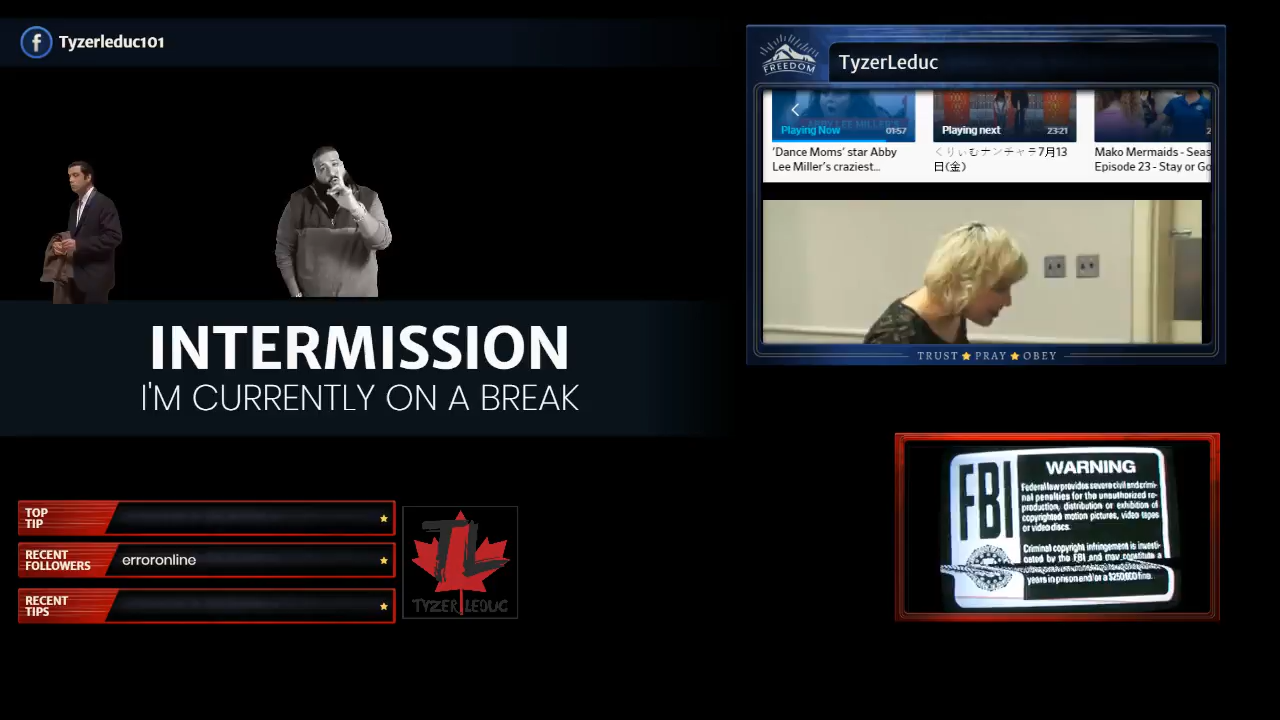 Tyzerleduc101
FREEDOM
TyzerLeduc
Playing Now
01:57
Playing next
23:21
'Dance Moms' star Abby
Lee Miller's craziest...
くりぃむナンチャラ7月13
日(金)
Mako Mermaids - Seas
Episode 23 - Stay or Go
TRUST PRAY OBEY
INTERMISSION
I'M CURRENTLY ON A BREAK
TOP
TIP
RECENT
FOLLOWERS
erroronline
RECENT
TIPS
TL
TYZER LEDUC
FBI
WARNING
Federal law provides severe civil and crimi-
nal penalties for the unauthorized re-
production, distribution or exhibition of
copyrighted motion pictures, video tapes
or video discs.
Criminal copyright infringement is investi-
gated by the FBI and may constitute a
years in prison and/or a $250,000 fine.